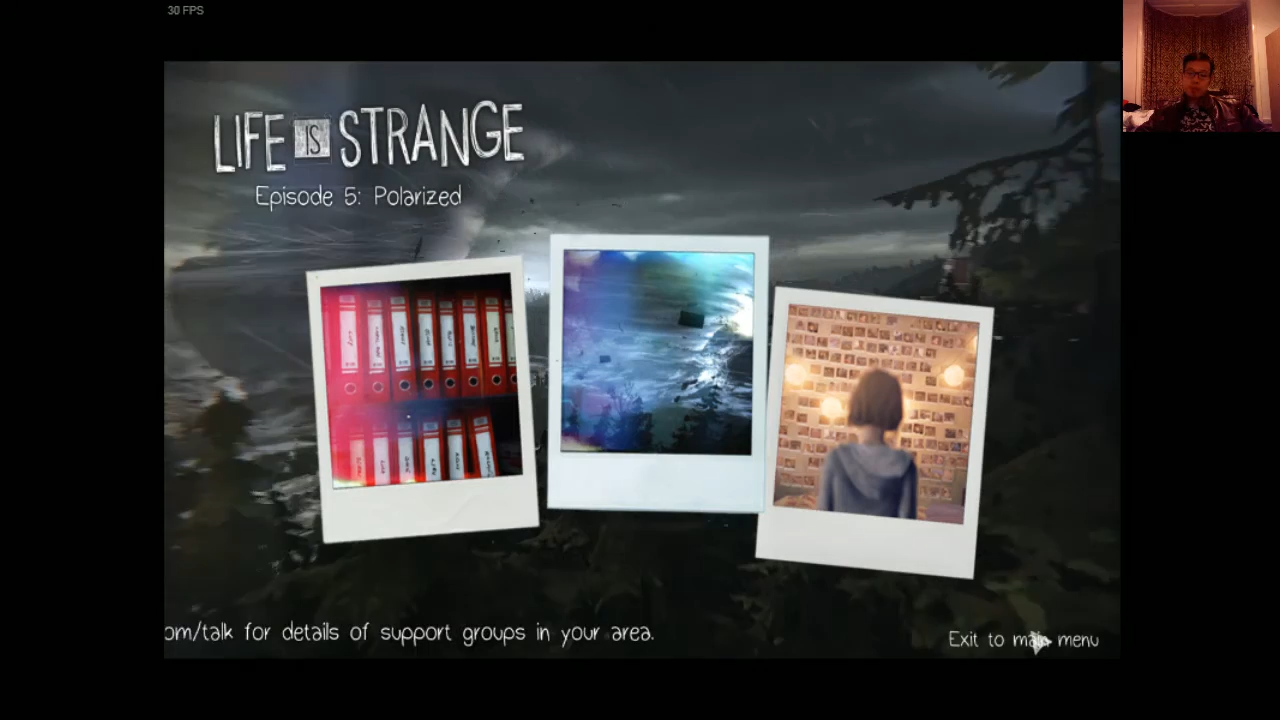 30 FPS
LIFE IS STRANGE
Episode 5: Polarized
om/talk for details of support groups in your area.
Exit to main menu